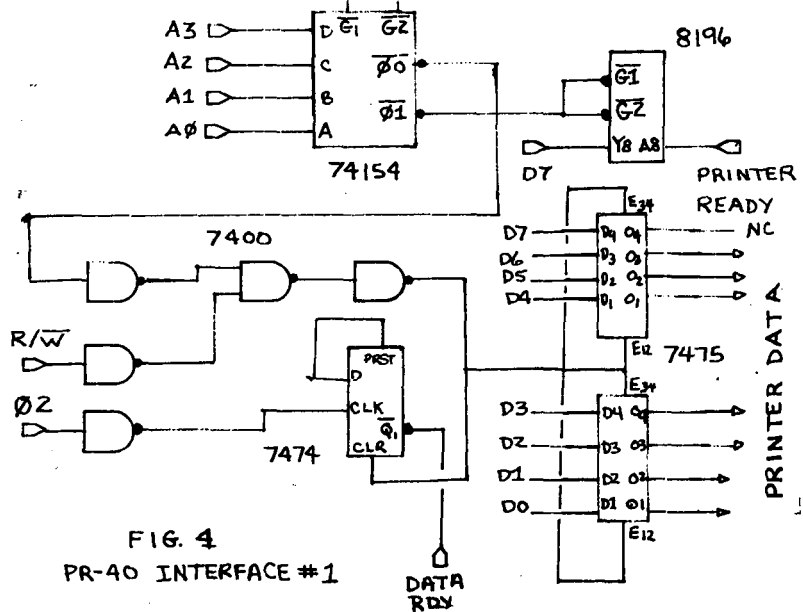 A3
A2
A1
AØ
D G1 G2
C ØO
B Ø1
A
74154
8196
G1
G2
Y8 A8
D7
PRINTER
READY
7400
R/W
Ø2
PRST
D
CLK
Q1
CLR
7474
DATA
RDY
E34
D7 D4 O4 NC
D6 D3 O3
D5 D2 O2
D4 D1 O1
E12
7475
E34
D3 D4 O4
D2 D3 O3
D1 D2 O2
D0 D1 O1
E12
PRINTER DATA
FIG. 4
PR-40 INTERFACE #1